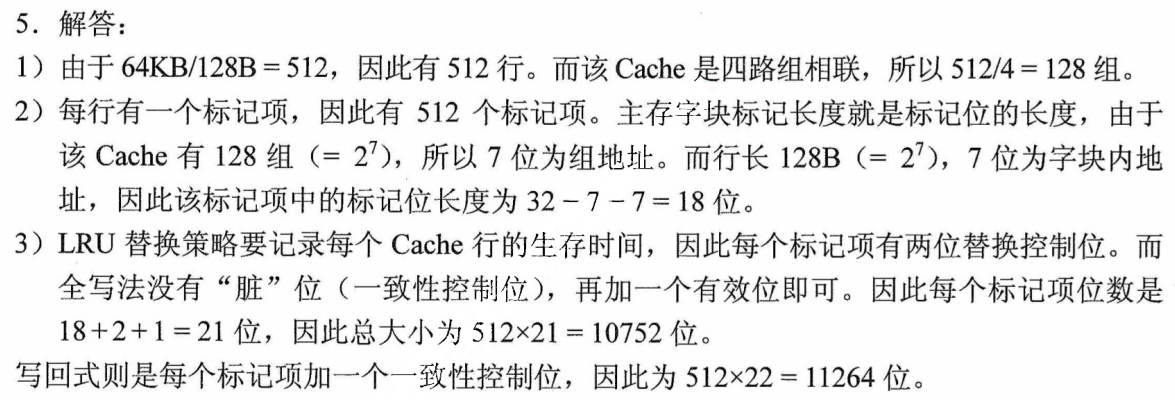 5．解答：
1）由于 64KB/128B = 512，因此有 512 行。而该 Cache 是四路组相联，所以 512/4 = 128 组。
2）每行有一个标记项，因此有 512 个标记项。主存字块标记长度就是标记位的长度，由于
该 Cache 有 128 组（= 2⁷），所以 7 位为组地址。而行长 128B（= 2⁷），7 位为字块内地
址，因此该标记项中的标记位长度为 32 − 7 − 7 = 18 位。
3）LRU 替换策略要记录每个 Cache 行的生存时间，因此每个标记项有两位替换控制位。而
全写法没有“脏”位（一致性控制位），再加一个有效位即可。因此每个标记项位数是
18 + 2 + 1 = 21 位，因此总大小为 512×21 = 10752 位。
写回式则是每个标记项加一个一致性控制位，因此为 512×22 = 11264 位。